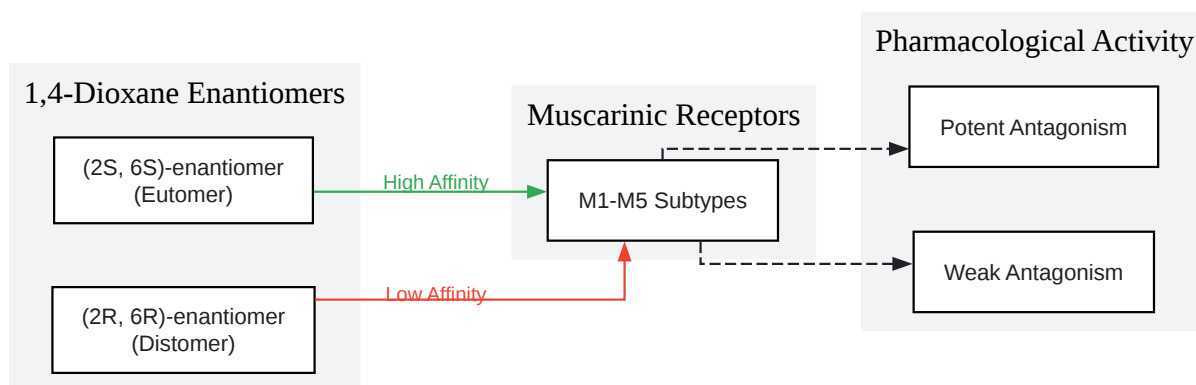 1,4-Dioxane Enantiomers
(2S, 6S)-enantiomer
(Eutomer)
(2R, 6R)-enantiomer
(Distomer)
High Affinity
Low Affinity
Muscarinic Receptors
M1-M5 Subtypes
Pharmacological Activity
Potent Antagonism
Weak Antagonism